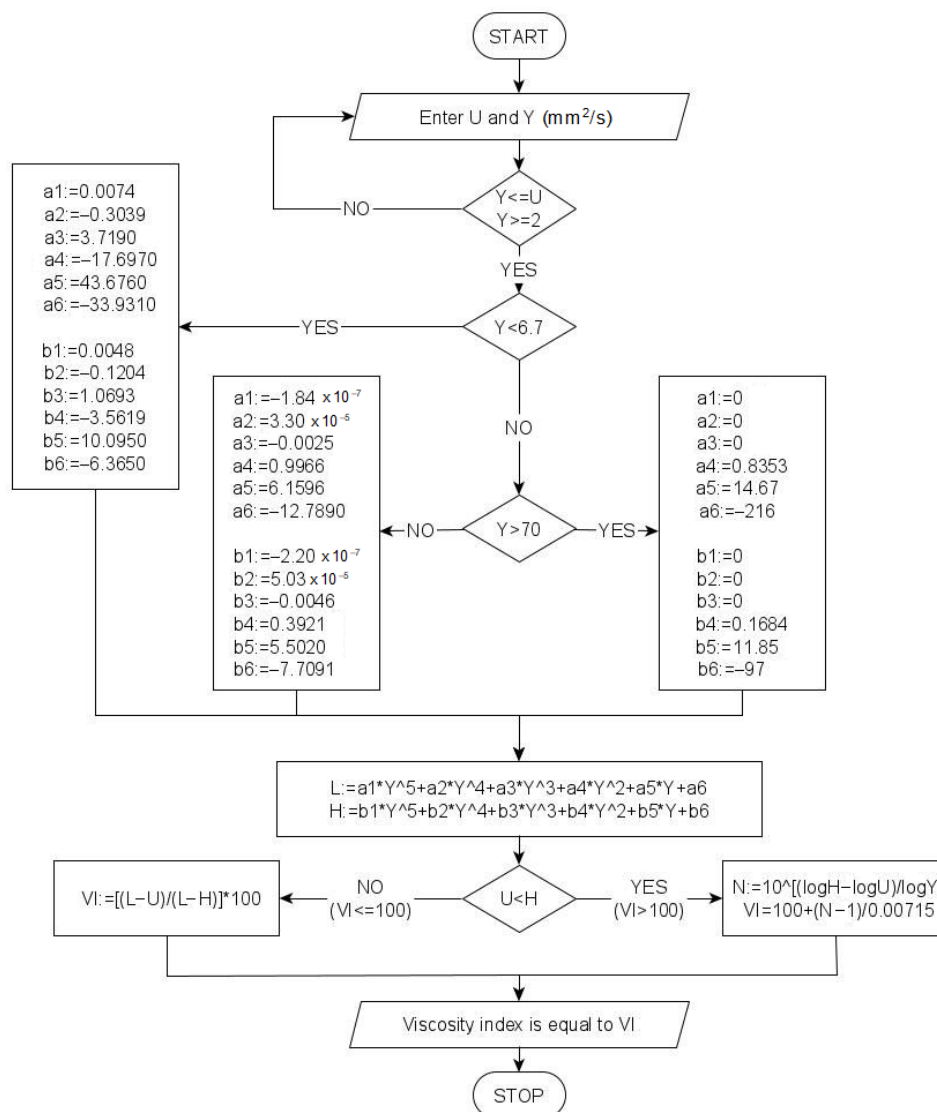 START
Enter U and Y (mm²/s)
Y<=U
Y>=2
NO
YES
Y<6.7
YES
NO
a1:=0.0074
a2:=–0.3039
a3:=3.7190
a4:=–17.6970
a5:=43.6760
a6:=–33.9310
b1:=0.0048
b2:=–0.1204
b3:=1.0693
b4:=–3.5619
b5:=10.0950
b6:=–6.3650
Y>70
NO
YES
a1:=–1.84 x 10⁻⁷
a2:=3.30 x 10⁻⁵
a3:=–0.0025
a4:=0.9966
a5:=6.1596
a6:=–12.7890
b1:=–2.20 x 10⁻⁷
b2:=5.03 x 10⁻⁵
b3:=–0.0046
b4:=0.3921
b5:=5.5020
b6:=–7.7091
a1:=0
a2:=0
a3:=0
a4:=0.8353
a5:=14.67
a6:=–216
b1:=0
b2:=0
b3:=0
b4:=0.1684
b5:=11.85
b6:=–97
L:=a1*Y^5+a2*Y^4+a3*Y^3+a4*Y^2+a5*Y+a6
H:=b1*Y^5+b2*Y^4+b3*Y^3+b4*Y^2+b5*Y+b6
U<H
NO
(VI<=100)
YES
(VI>100)
VI:=[(L–U)/(L–H)]*100
N:=10^[(logH–logU)/logY
VI=100+(N–1)/0.00715
Viscosity index is equal to VI
STOP